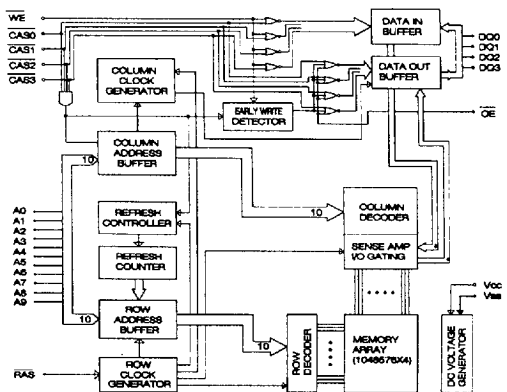 WE
CAS0
CAS1
CAS2
CAS3
DATA IN
BUFFER
DQ0
DQ1
DQ2
DQ3
DATA OUT
BUFFER
COLUMN
CLOCK
GENERATOR
EARLY WRITE
DETECTOR
OE
10
COLUMN
ADDRESS
BUFFER
A0
A1
A2
A3
A4
A5
A6
A7
A8
A9
REFRESH
CONTROLLER
REFRESH
COUNTER
10
COLUMN
DECODER
SENSE AMP
I/O GATING
10
ROW
ADDRESS
BUFFER
10
ROW DECODER
MEMORY
ARRAY
(1048576X4)
Vcc
Vss
DC VOLTAGE
GENERATOR
RAS
ROW
CLOCK
GENERATOR